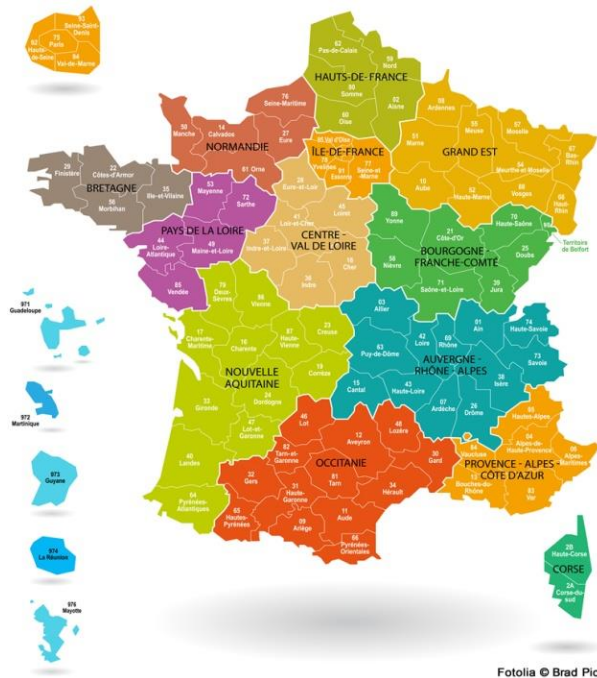 93
Seine-Saint-
Denis
75
Paris
92
Hauts-
de-Seine
94
Val-de-Marne
62
Pas-de-Calais
59
Nord
HAUTS-DE-FRANCE
80
Somme
02
Aisne
60
Oise
76
Seine-Maritime
50
Manche
14
Calvados
27
Eure
NORMANDIE
61 Orne
95 Val d'Oise
ÎLE-DE-FRANCE
78
Yvelines
91
Essonne
77
Seine-et-Marne
08
Ardennes
51
Marne
55
Meuse
57
Moselle
67
Bas-
Rhin
GRAND EST
54
Meurthe-et-Moselle
10
Aube
52
Haute-Marne
88
Vosges
68
Haut-
Rhin
29
Finistère
22
Côtes-d'Armor
BRETAGNE
35
Ille-et-Vilaine
56
Morbihan
53
Mayenne
72
Sarthe
PAYS DE LA LOIRE
44
Loire-
Atlantique
49
Maine-et-Loire
85
Vendée
28
Eure-et-Loir
45
Loiret
41
Loir-et-Cher
CENTRE -
VAL DE LOIRE
37
Indre-et-Loire
18
Cher
36
Indre
89
Yonne
21
Côte-d'Or
70
Haute-Saône
90
Territoire
de Belfort
BOURGOGNE -
FRANCHE-COMTÉ
25
Doubs
58
Nièvre
71
Saône-et-Loire
39
Jura
79
Deux-
Sèvres
86
Vienne
17
Charente-
Maritime
16
Charente
87
Haute-
Vienne
23
Creuse
NOUVELLE
AQUITAINE
19
Corrèze
24
Dordogne
33
Gironde
47
Lot-et-
Garonne
40
Landes
64
Pyrénées-
Atlantiques
03
Allier
63
Puy-de-Dôme
42
Loire
69
Rhône
01
Ain
74
Haute-Savoie
73
Savoie
AUVERGNE -
RHÔNE - ALPES
38
Isère
15
Cantal
43
Haute-Loire
07
Ardèche
26
Drôme
46
Lot
12
Aveyron
48
Lozère
82
Tarn-et-
Garonne
30
Gard
OCCITANIE
32
Gers
81
Tarn
31
Haute-
Garonne
34
Hérault
65
Hautes-
Pyrénées
09
Ariège
11
Aude
66
Pyrénées-
Orientales
05
Hautes-Alpes
04
Alpes-de-
Haute-Provence
06
Alpes-
Maritimes
84
Vaucluse
PROVENCE - ALPES -
CÔTE D'AZUR
13
Bouches-du-
Rhône
83
Var
2B
Haute-Corse
CORSE
2A
Corse-du-
sud
971
Guadeloupe
972
Martinique
973
Guyane
974
La Réunion
976
Mayotte
Fotolia © Brad Pic